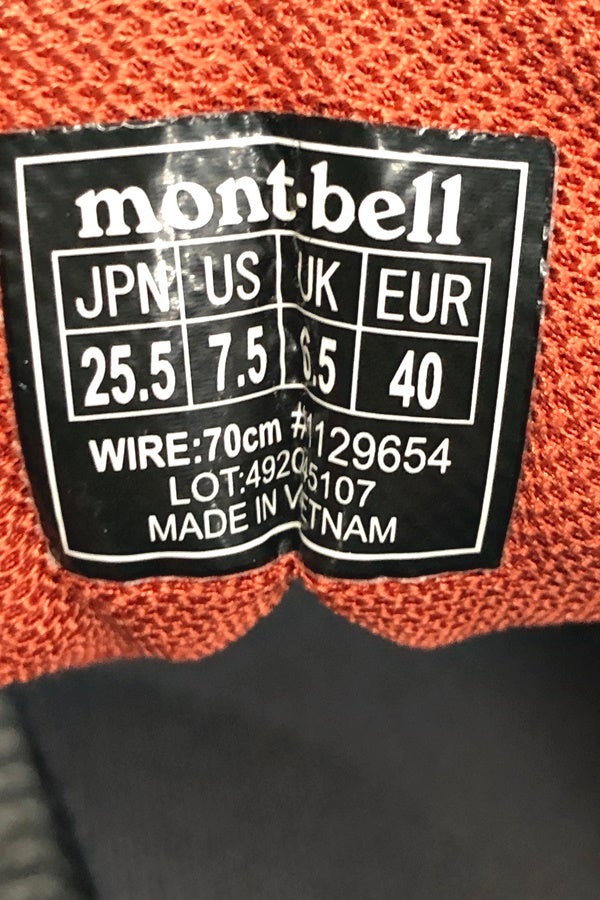 mont-bell
JPN US UK EUR
25.5 7.5 6.5 40
WIRE:70cm #1129654
MADE IN VIETNAM